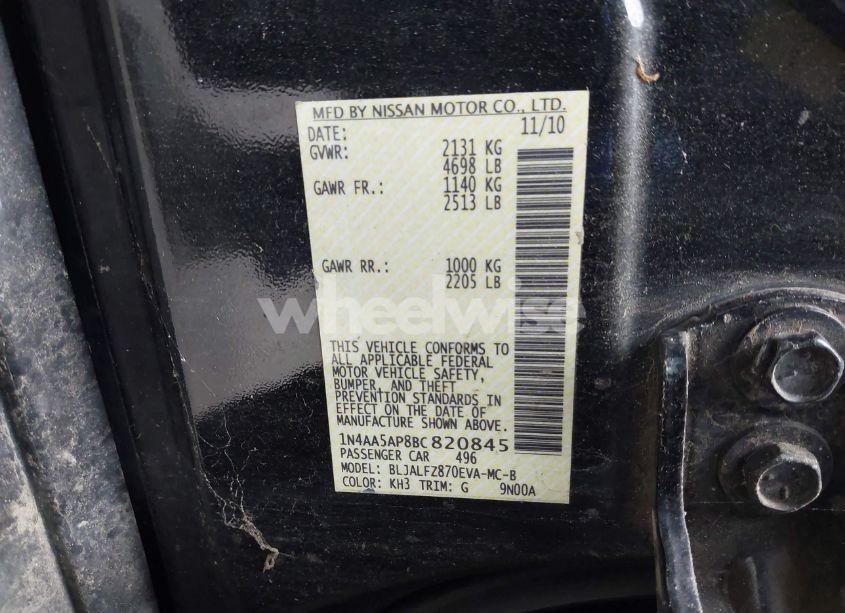 MFD BY NISSAN MOTOR CO., LTD.
DATE: 11/10
GVWR: 2131 KG
4698 LB
GAWR FR.: 1140 KG
2513 LB
GAWR RR.: 1000 KG
2205 LB
wheelwise
THIS VEHICLE CONFORMS TO
ALL APPLICABLE FEDERAL
MOTOR VEHICLE SAFETY,
BUMPER, AND THEFT
PREVENTION STANDARDS IN
EFFECT ON THE DATE OF
MANUFACTURE SHOWN ABOVE.
1N4AA5AP8BC820845
PASSENGER CAR 496
MODEL: BLJALFZ870EVA-MC-B
COLOR: KH3 TRIM: G 9N00A